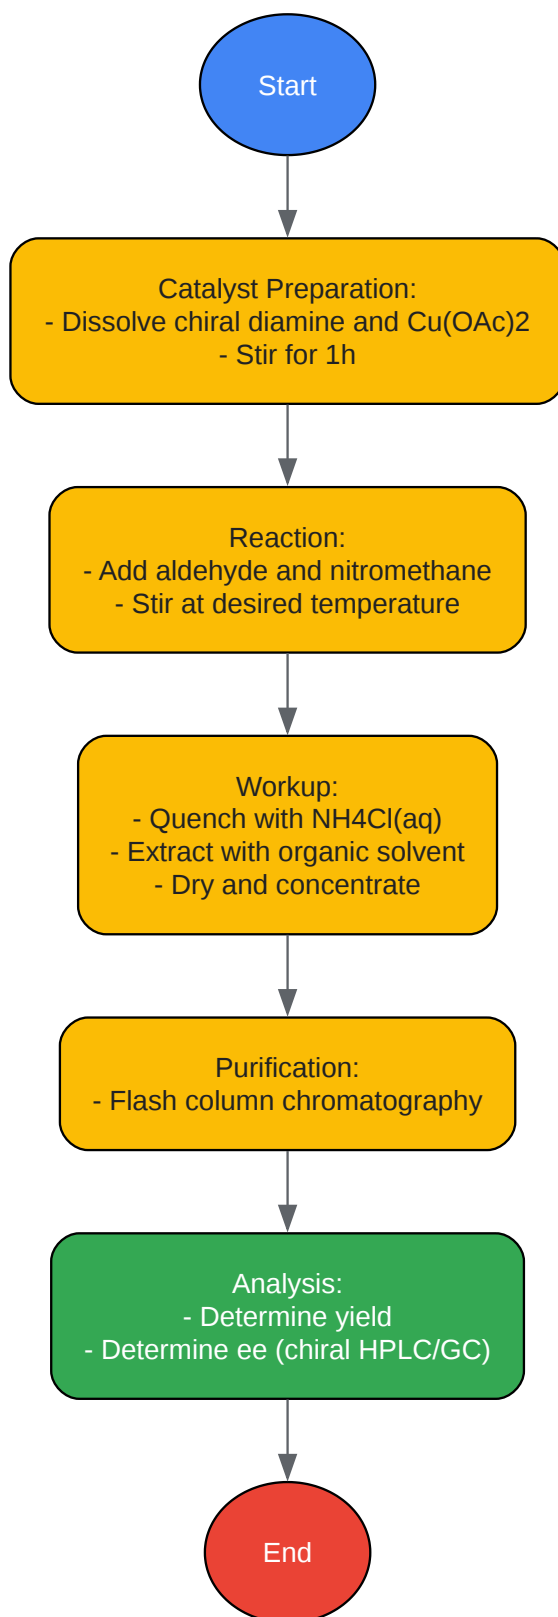 Start
Catalyst Preparation:
- Dissolve chiral diamine and Cu(OAc)2
- Stir for 1h
Reaction:
- Add aldehyde and nitromethane
- Stir at desired temperature
Workup:
- Quench with NH4Cl(aq)
- Extract with organic solvent
- Dry and concentrate
Purification:
- Flash column chromatography
Analysis:
- Determine yield
- Determine ee (chiral HPLC/GC)
End